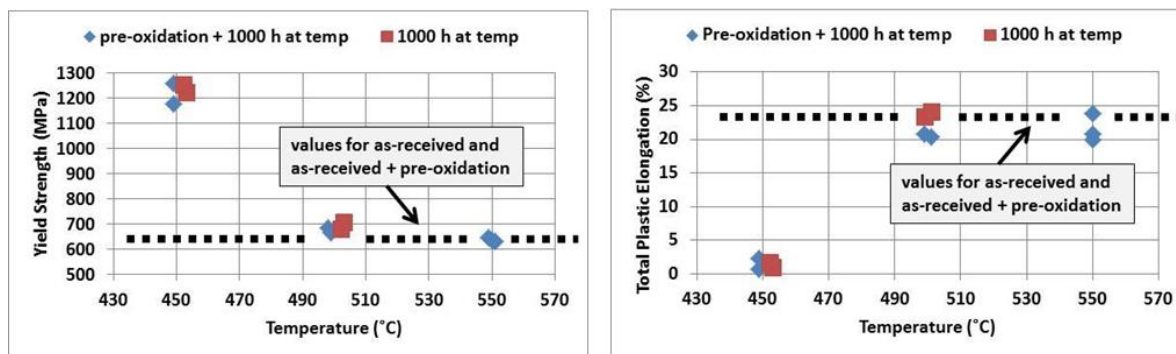 pre-oxidation + 1000 h at temp 1000 h at temp
1300
1200
1100
1000
900
800
700
600
500
Yield Strength (MPa)
values for as-received and
as-received + pre-oxidation
430 450 470 490 510 530 550 570
Temperature (˚C)
Pre-oxidation + 1000 h at temp 1000 h at temp
30
25
20
15
10
5
0
Total Plastic Elongation (%)
values for as-received and
as-received + pre-oxidation
430 450 470 490 510 530 550 570
Temperature (˚C)